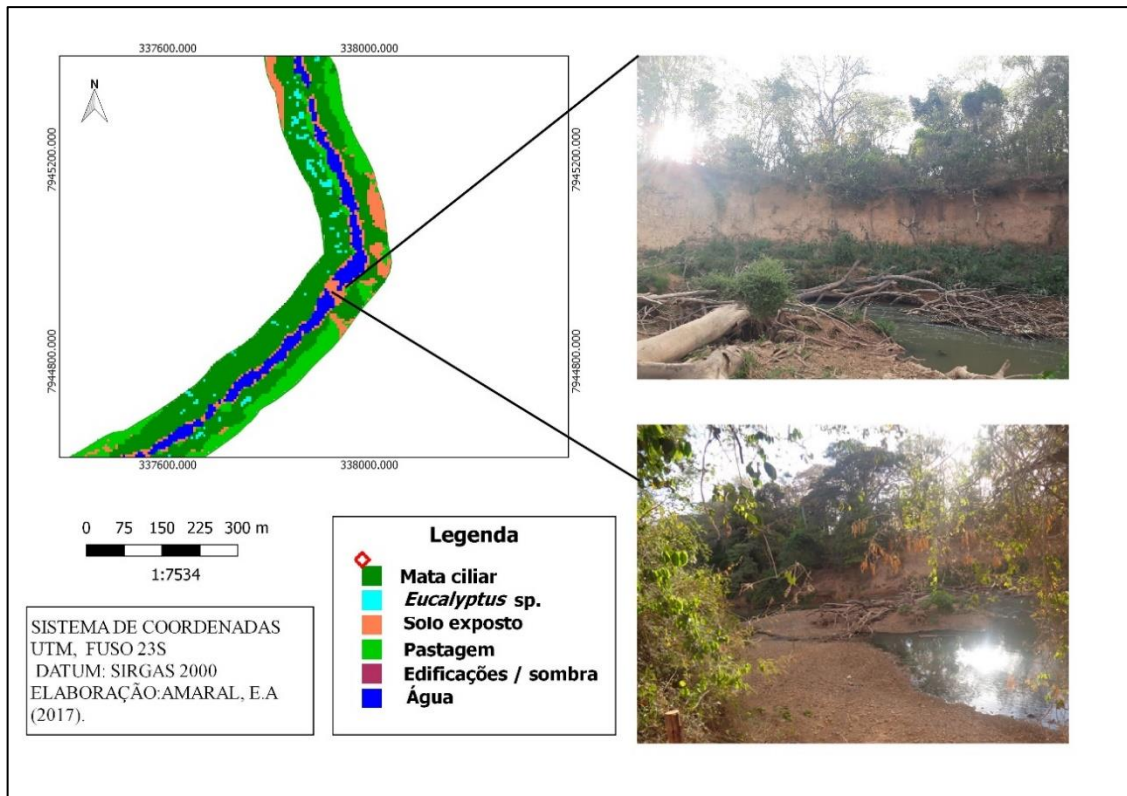 337600.000
338000.000
N
7945200.000
7945200.000
7944800.000
7944800.000
337600.000
338000.000
0 75 150 225 300 m
1:7534
Legenda
Mata ciliar
Eucalyptus sp.
Solo exposto
Pastagem
Edificações / sombra
Água
SISTEMA DE COORDENADAS
UTM, FUSO 23S
DATUM: SIRGAS 2000
ELABORAÇÃO:AMARAL, E.A
(2017).